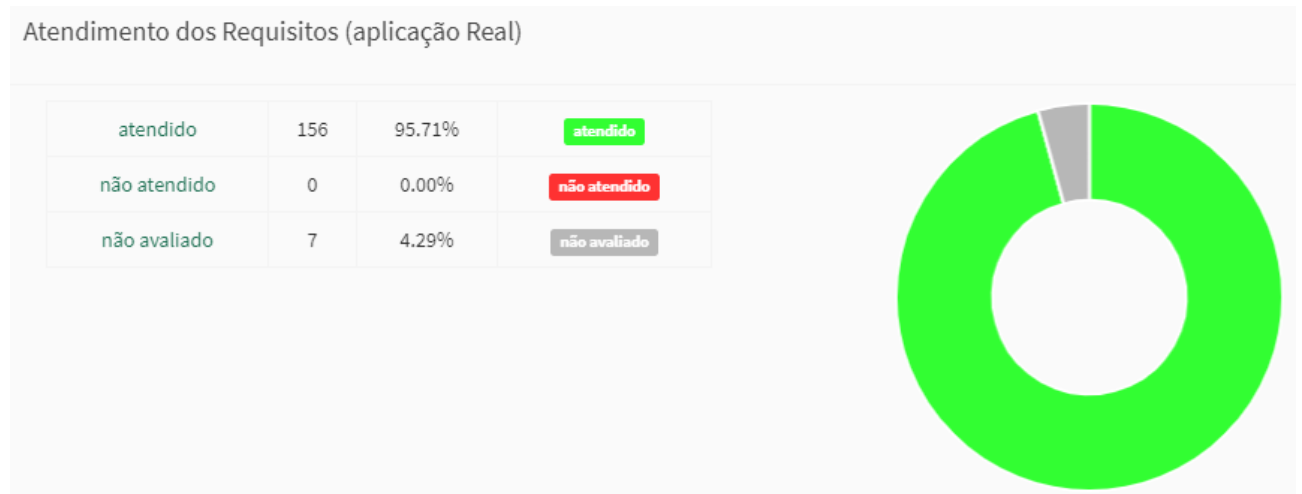 Atendimento dos Requisitos (aplicação Real)
atendido 156 95.71% atendido
não atendido 0 0.00% não atendido
não avaliado 7 4.29% não avaliado